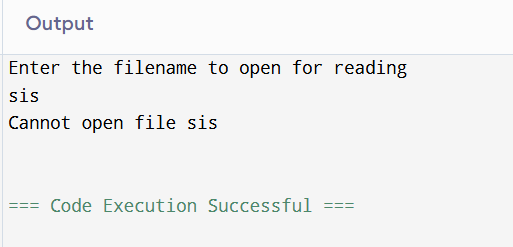 Output
Enter the filename to open for reading
sis
Cannot open file sis
=== Code Execution Successful ===